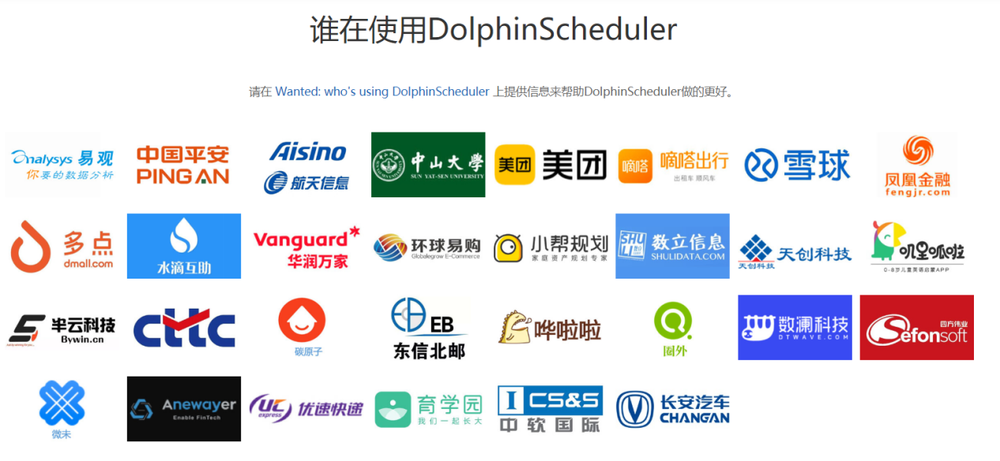 谁在使用DolphinScheduler
请在 Wanted: who's using DolphinScheduler 上提供信息来帮助DolphinScheduler做的更好。
analysys 易观
你要的数据分析
中国平安
PING AN
Aisino
航天信息
中山大學
SUN YAT-SEN UNIVERSITY
美团 美团
嘀嗒 嘀嗒出行
出租车 顺风车
雪球
凤凰金融
fengjr.com
多点
dmall.com
水滴互助
Vanguard
华润万家
环球易购
Globalegrow E-Commerce
小帮规划
家庭资产规划专家
SHU LI 数立信息
SHULIDATA.COM
天创科技 天创科技
叽里呱啦
0-8岁儿童英语启蒙APP
半云科技
Bywin.cn
CMC
碳原子
EB
东信北邮
哗啦啦
圈外
数澜科技
DTWAVE.COM
四方伟业
Sefonsoft
微未
Anewayer
Enable FinTech
UC express 优速快递
育学园
我们一起长大
I CS&S
中软国际
长安汽车
CHANGAN